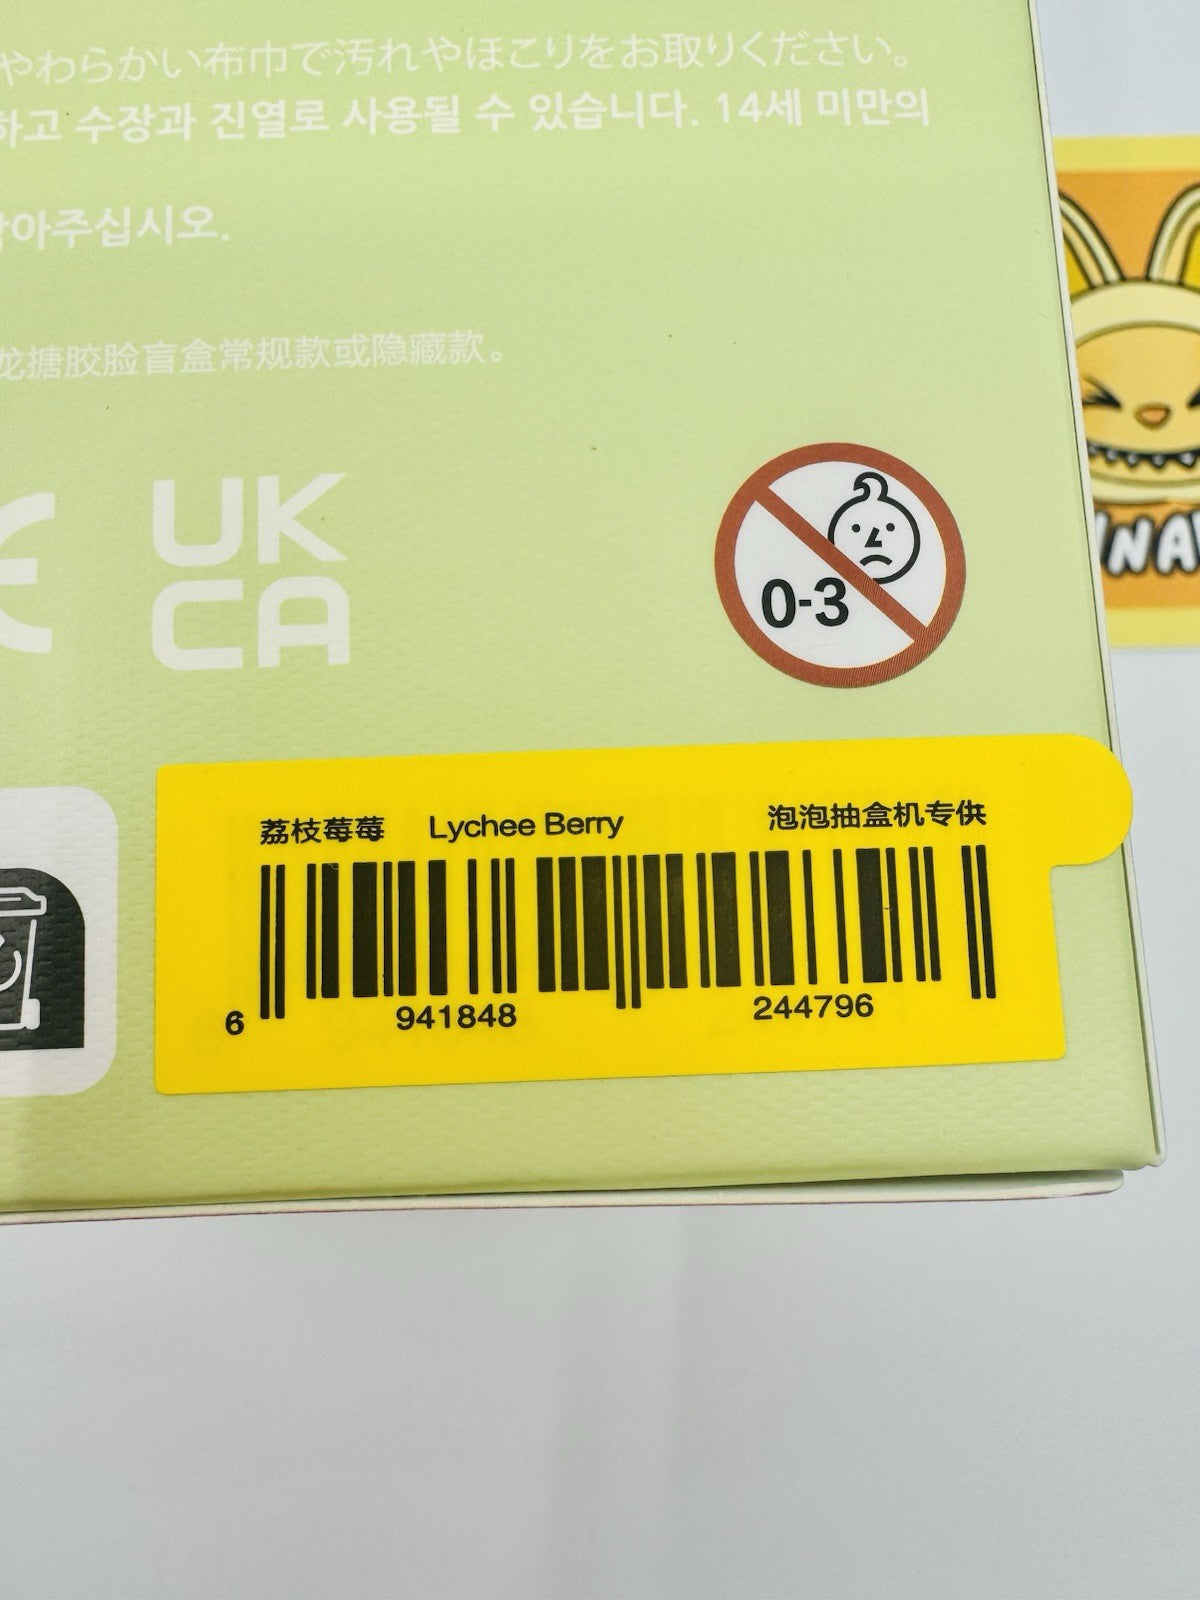 やわらかい布巾で汚れやほこりをお取りください。
하고 수장과 진열로 사용될 수 있습니다. 14세 미만의
아주십시오.
龙搪胶脸盲盒常规款或隐藏款。
UK
CA
0-3
荔枝莓莓 Lychee Berry 泡泡抽盒机专供
6 941848 244796